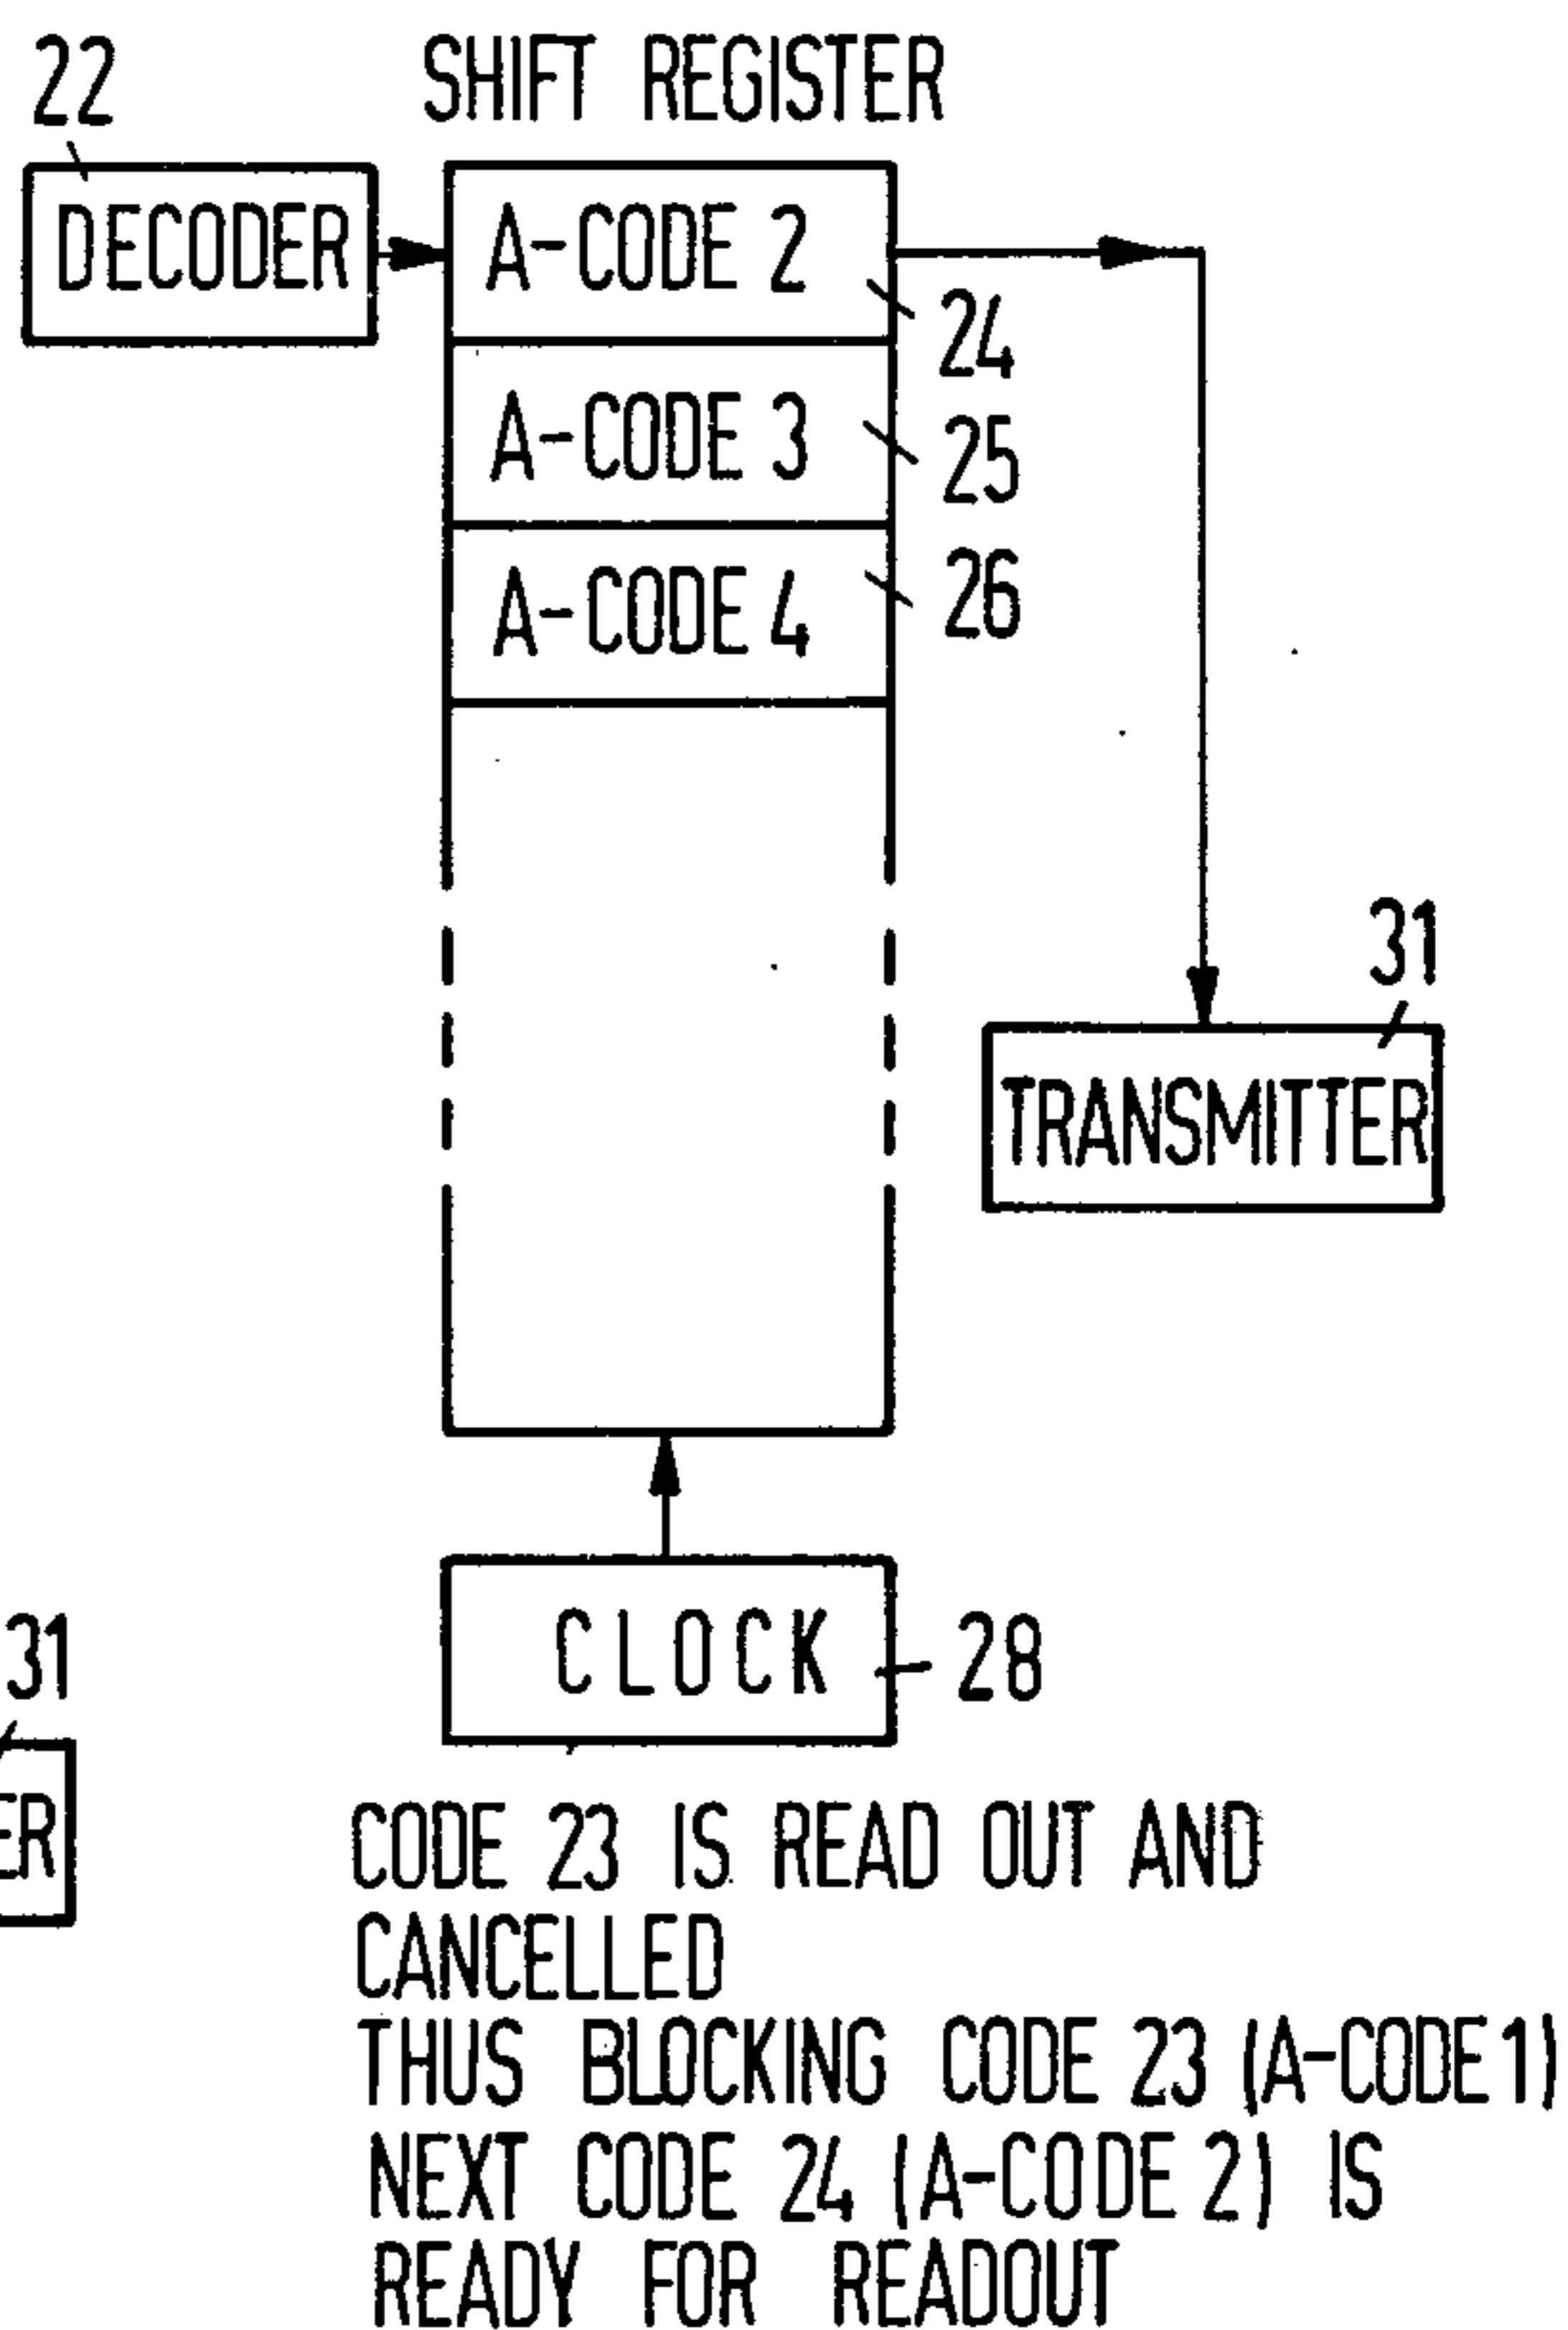 22
SHIFT REGISTER
DECODER
A-CODE 2
24
A-CODE 3
25
A-CODE 4
26
31
TRANSMITTER
CLOCK
28
31
ER
CODE 23 IS READ OUT AND
CANCELLED
THUS BLOCKING CODE 23 (A-CODE1)
NEXT CODE 24 (A-CODE 2) IS
READY FOR READOUT